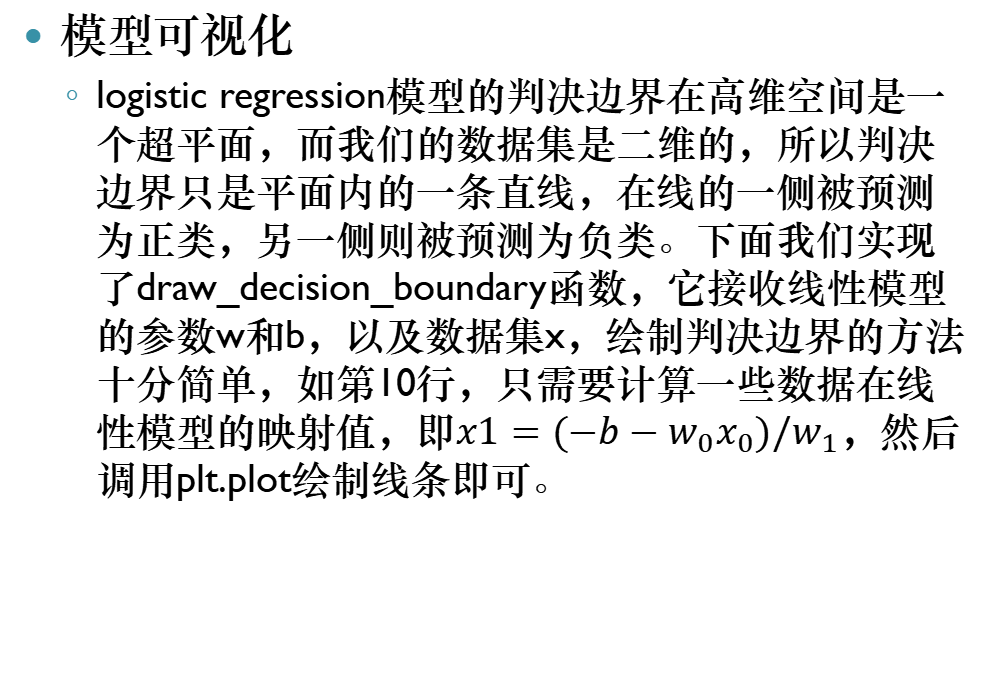 • 模型可视化
◦ logistic regression模型的判决边界在高维空间是一
个超平面，而我们的数据集是二维的，所以判决
边界只是平面内的一条直线，在线的一侧被预测
为正类，另一侧则被预测为负类。下面我们实现
了draw_decision_boundary函数，它接收线性模型
的参数w和b，以及数据集x，绘制判决边界的方法
十分简单，如第10行，只需要计算一些数据在线
性模型的映射值，即x1 = (−b − w₀x₀)/w₁，然后
调用plt.plot绘制线条即可。